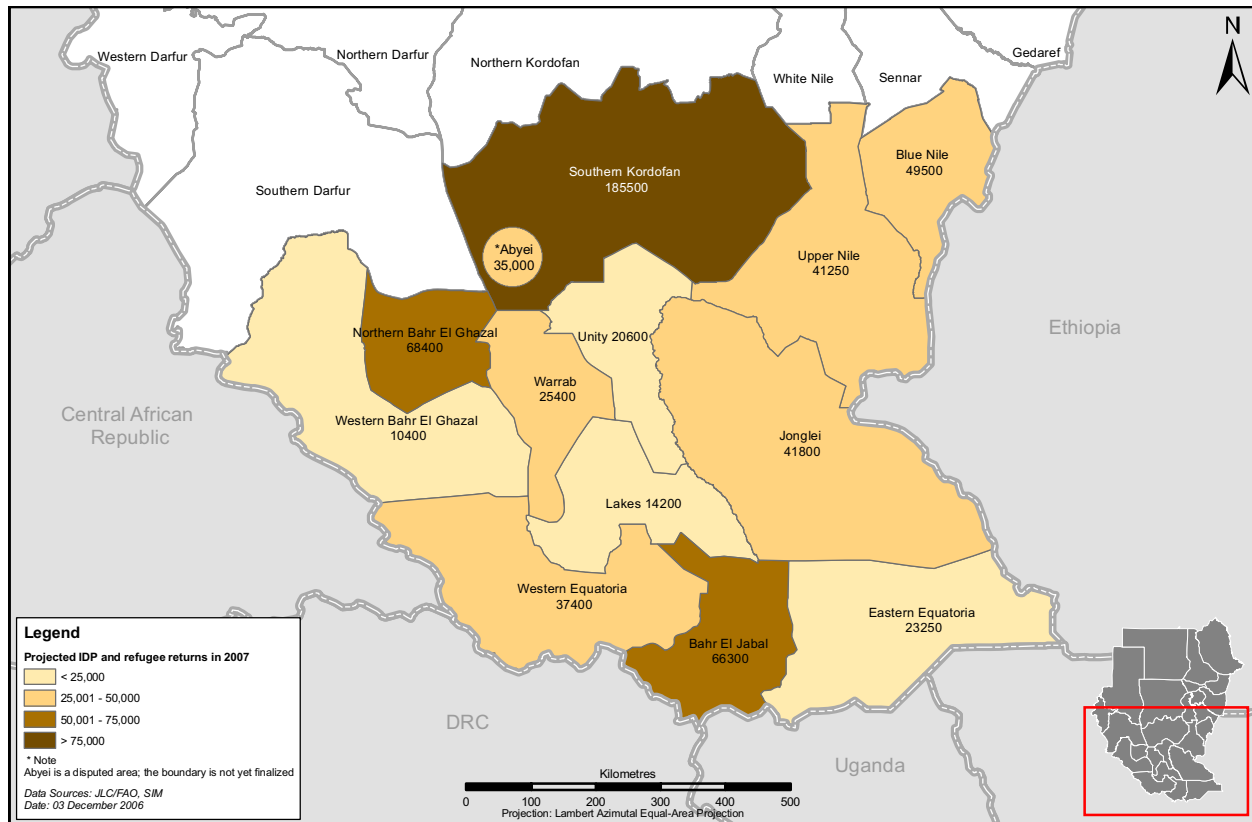 N
Gedaref
Western Darfur
Northern Darfur
Northern Kordofan
White Nile
Sennar
Blue Nile
49500
Southern Kordofan
185500
Southern Darfur
*Abyei
35,000
Upper Nile
41250
Ethiopia
Northern Bahr El Ghazal
68400
Unity 20600
Warrab
25400
Central African
Republic
Western Bahr El Ghazal
10400
Jonglei
41800
Lakes 14200
Western Equatoria
37400
Eastern Equatoria
23250
Bahr El Jabal
66300
DRC
Uganda
Legend
Projected IDP and refugee returns in 2007
< 25,000
25,001 - 50,000
50,001 - 75,000
> 75,000
* Note
Abyei is a disputed area; the boundary is not yet finalized
Data Sources: JLC/FAO, SIM
Date: 03 December 2006
Kilometres
0 100 200 300 400 500
Projection: Lambert Azimutal Equal-Area Projection